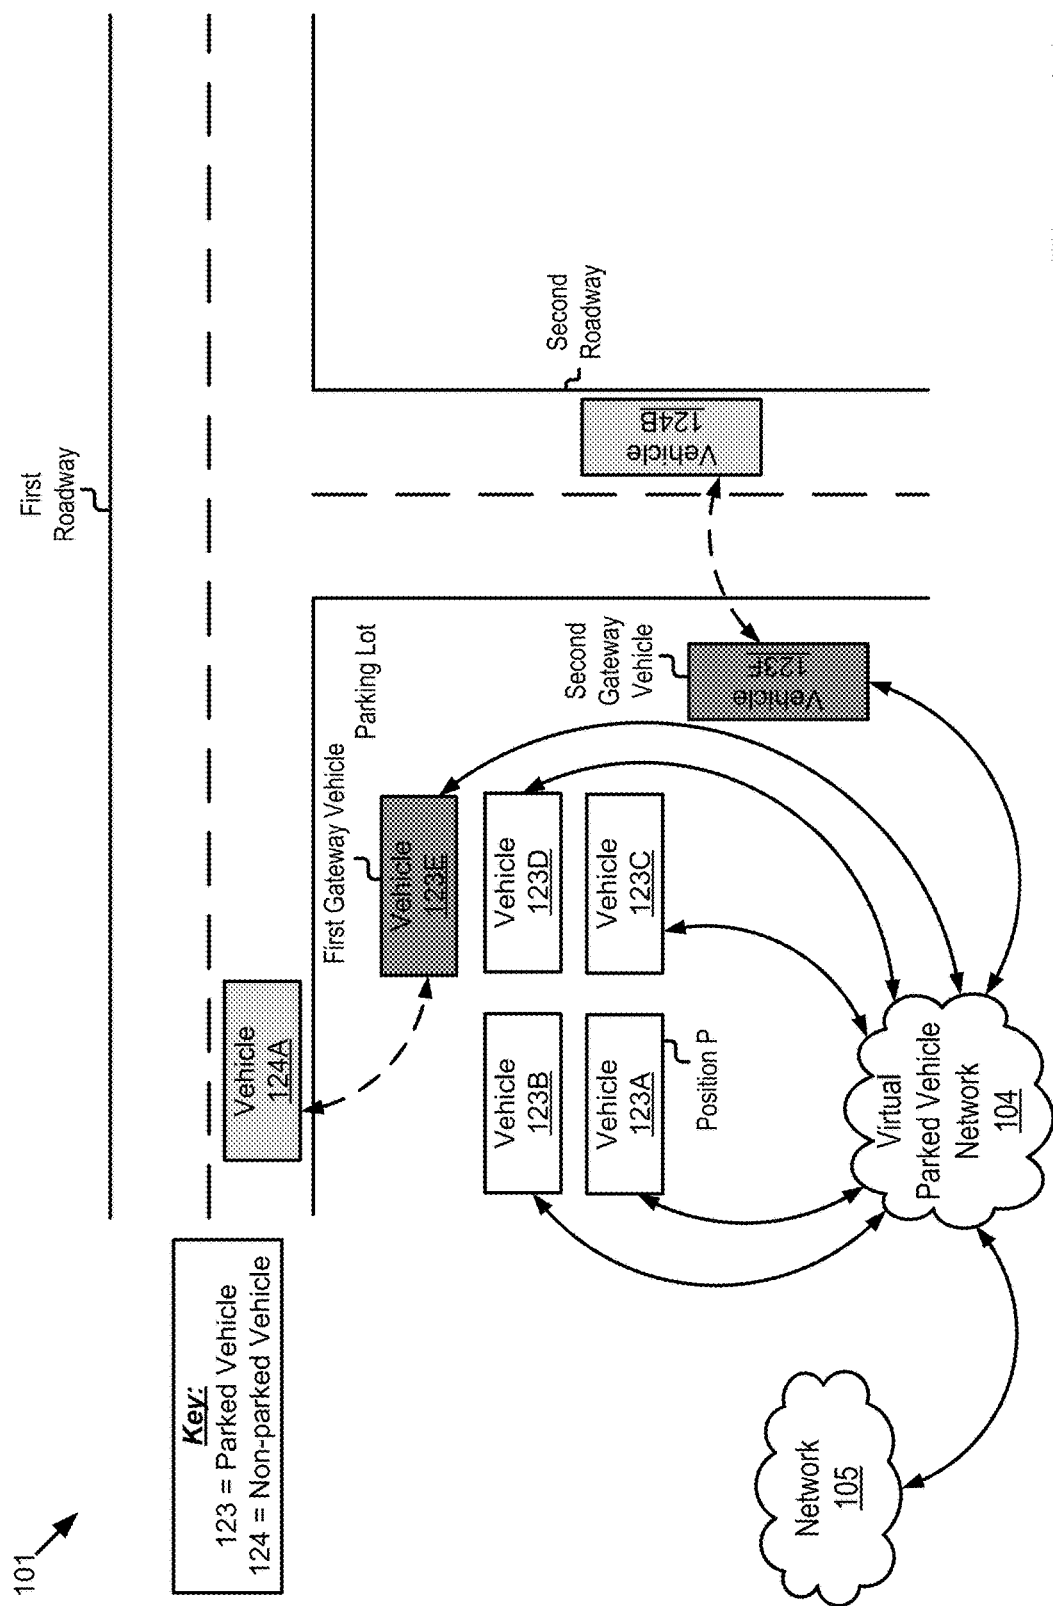 101
Key:
123 = Parked Vehicle
124 = Non-parked Vehicle
First
Roadway
Vehicle
124A
First Gateway Vehicle
Parking Lot
Vehicle
123E
Vehicle
123B
Vehicle
123D
Vehicle
123A
Vehicle
123C
Position P
Second
Gateway
Vehicle
Vehicle
123F
Second
Roadway
Vehicle
124B
Virtual
Parked Vehicle
Network
104
Network
105